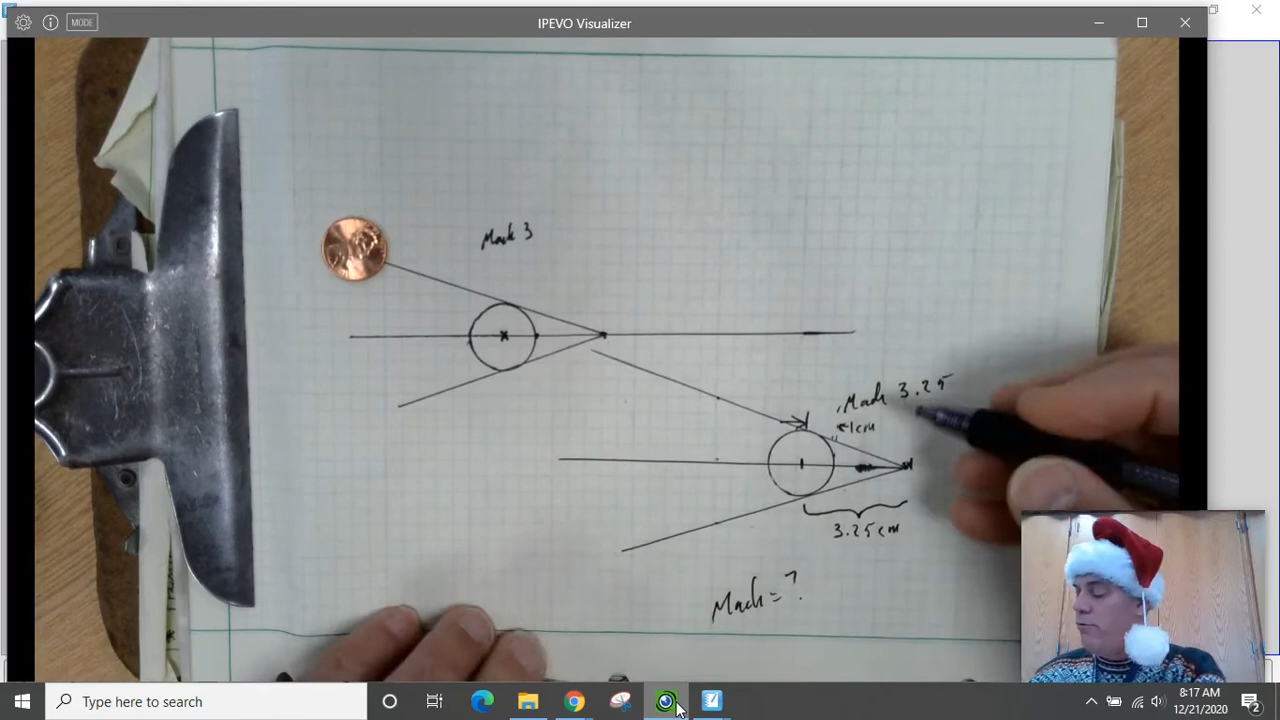 IPEVO Visualizer
MODE
Mach 3
Mach 3.25
1cm
3.25cm
Mach = ?
Type here to search
8:17 AM
12/21/2020
2